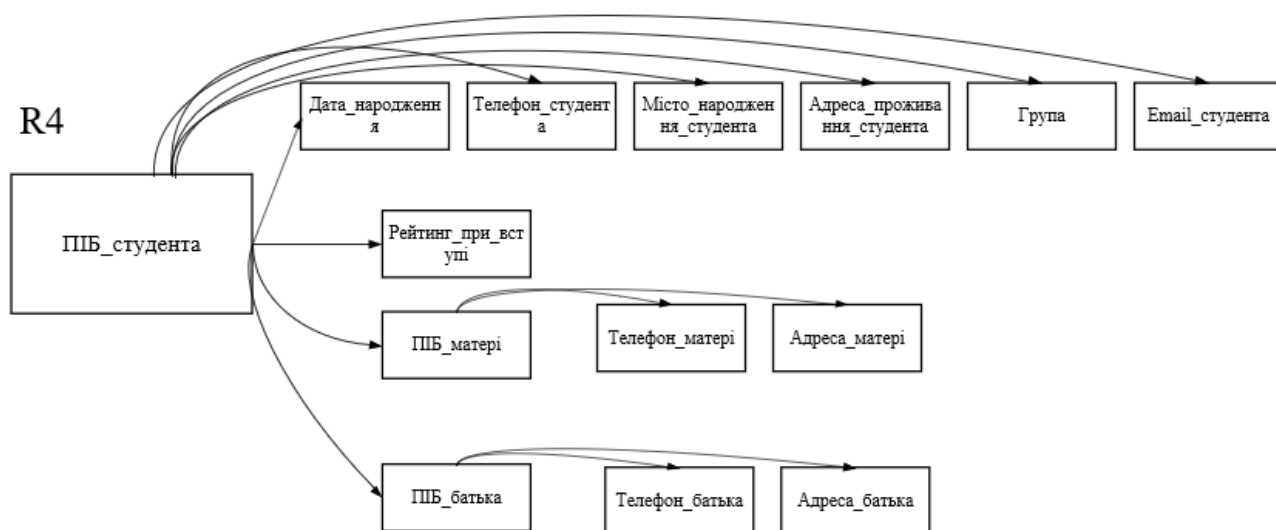 R4
ПІБ_студента
Дата_народженн
я
Телефон_студент
а
Місто_народжен
ня_студента
Адреса_прожива
ння_студента
Група
Email_студента
Рейтинг_при_вст
упі
ПІБ_матері
Телефон_матері
Адреса_матері
ПІБ_батька
Телефон_батька
Адреса_батька